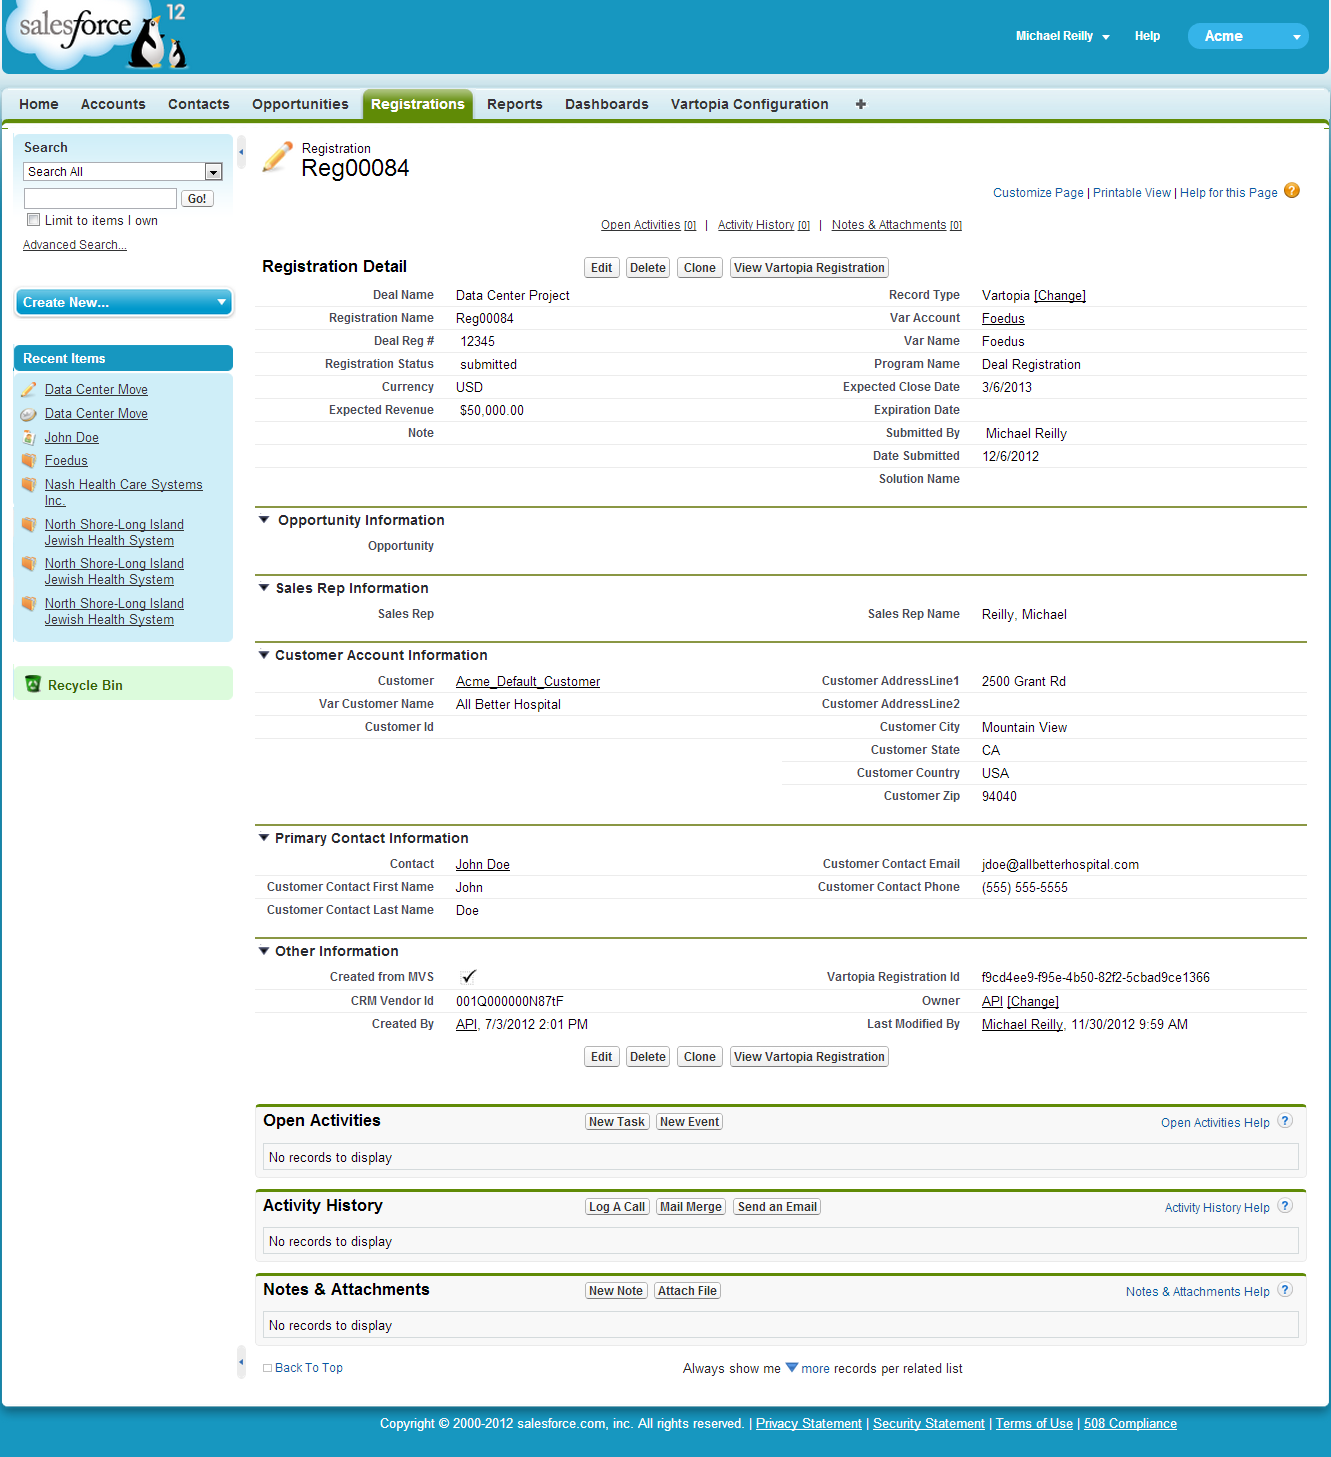 salesforce 12
Michael Reilly Help Acme
Home Accounts Contacts Opportunities Registrations Reports Dashboards Vartopia Configuration +
Search
Search All
Go!
Limit to items I own
Advanced Search...
Create New...
Recent Items
Data Center Move
Data Center Move
John Doe
Foedus
Nash Health Care Systems
Inc.
North Shore-Long Island
Jewish Health System
North Shore-Long Island
Jewish Health System
North Shore-Long Island
Jewish Health System
Recycle Bin
Registration
Reg00084
Customize Page | Printable View | Help for this Page ?
Open Activities [0] | Activity History [0] | Notes & Attachments [0]
Registration Detail Edit Delete Clone View Vartopia Registration
Deal Name Data Center Project Record Type Vartopia [Change]
Registration Name Reg00084 Var Account Foedus
Deal Reg # 12345 Var Name Foedus
Registration Status submitted Program Name Deal Registration
Currency USD Expected Close Date 3/6/2013
Expected Revenue $50,000.00 Expiration Date
Note Submitted By Michael Reilly
Date Submitted 12/6/2012
Solution Name
Opportunity Information
Opportunity
Sales Rep Information
Sales Rep Sales Rep Name Reilly, Michael
Customer Account Information
Customer Acme_Default_Customer Customer AddressLine1 2500 Grant Rd
Var Customer Name All Better Hospital Customer AddressLine2
Customer Id Customer City Mountain View
Customer State CA
Customer Country USA
Customer Zip 94040
Primary Contact Information
Contact John Doe Customer Contact Email jdoe@allbetterhospital.com
Customer Contact First Name John Customer Contact Phone (555) 555-5555
Customer Contact Last Name Doe
Other Information
Created from MVS Vartopia Registration Id f9cd4ee9-f95e-4b50-82f2-5cbad9ce1366
CRM Vendor Id 001Q000000N87tF Owner API [Change]
Created By API, 7/3/2012 2:01 PM Last Modified By Michael Reilly, 11/30/2012 9:59 AM
Edit Delete Clone View Vartopia Registration
Open Activities New Task New Event Open Activities Help ?
No records to display
Activity History Log A Call Mail Merge Send an Email Activity History Help ?
No records to display
Notes & Attachments New Note Attach File Notes & Attachments Help ?
No records to display
Back To Top Always show me more records per related list
Copyright © 2000-2012 salesforce.com, inc. All rights reserved. | Privacy Statement | Security Statement | Terms of Use | 508 Compliance